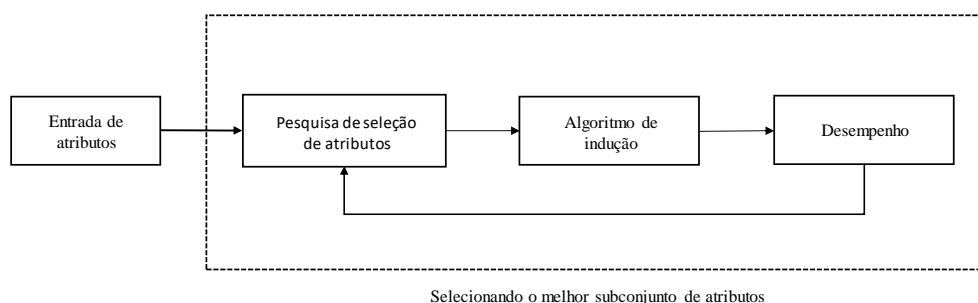 Entrada de
atributos
Pesquisa de seleção
de atributos
Algoritmo de
indução
Desempenho
Selecionando o melhor subconjunto de atributos